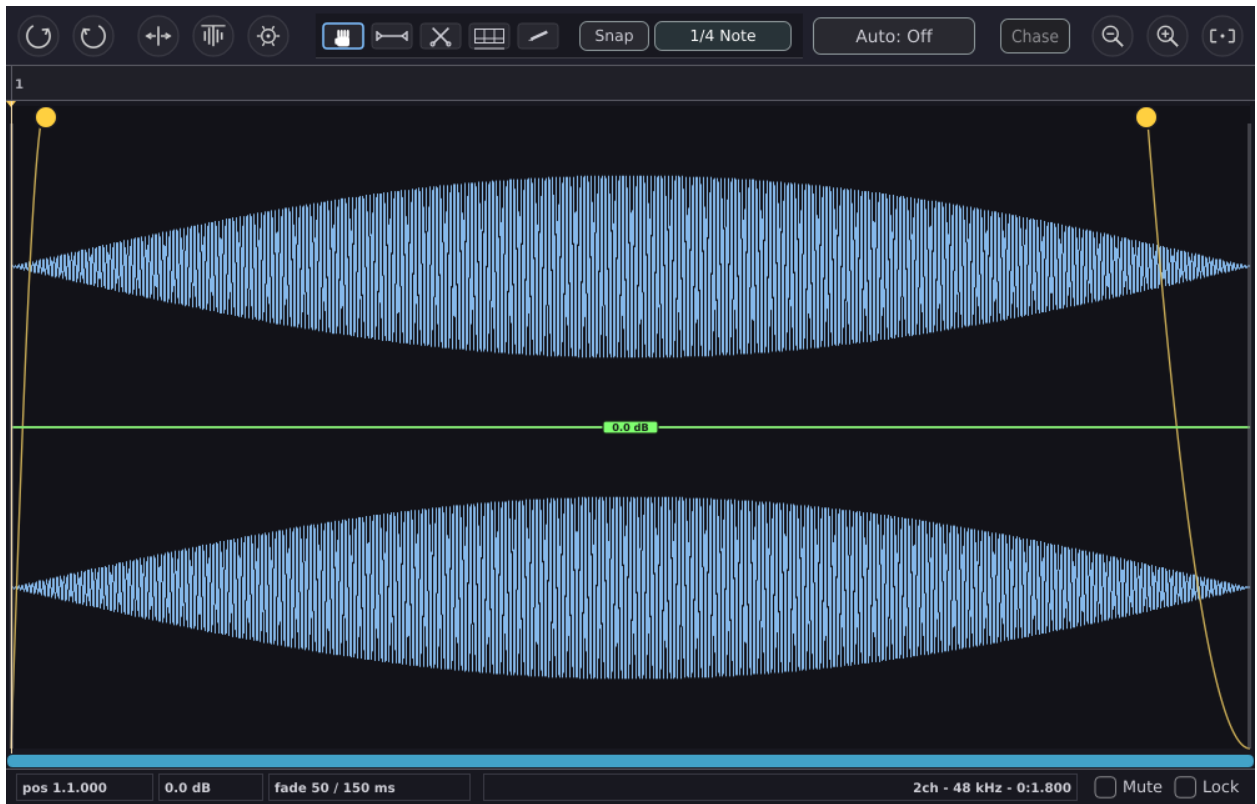 Snap 1/4 Note Auto: Off Chase
1
0.0 dB
pos 1.1.000 0.0 dB fade 50 / 150 ms 2ch - 48 kHz - 0:1.800 Mute Lock